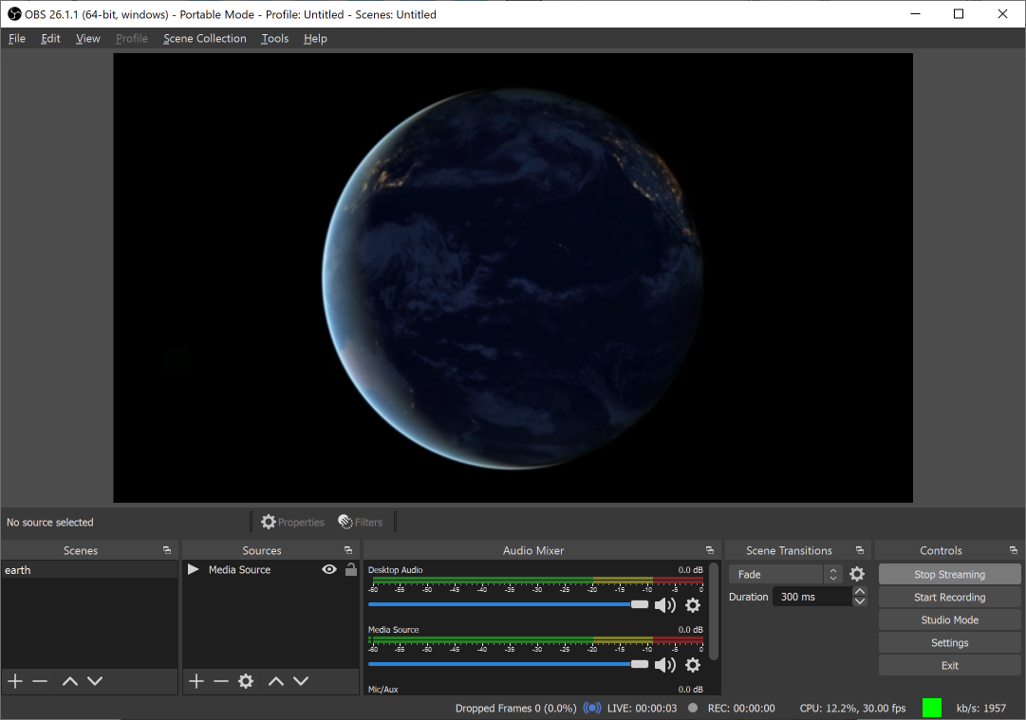 OBS 26.1.1 (64-bit, windows) - Portable Mode - Profile: Untitled - Scenes: Untitled
File Edit View Profile Scene Collection Tools Help
No source selected Properties Filters
Scenes Sources Audio Mixer Scene Transitions Controls
earth
Media Source
Desktop Audio 0.0 dB
-60 -55 -50 -45 -40 -35 -30 -25 -20 -15 -10 -5 0
Media Source 0.0 dB
-60 -55 -50 -45 -40 -35 -30 -25 -20 -15 -10 -5 0
Mic/Aux 0.0 dB
Fade
Duration 300 ms
Stop Streaming
Start Recording
Studio Mode
Settings
Exit
Dropped Frames 0 (0.0%) LIVE: 00:00:03 REC: 00:00:00 CPU: 12.2%, 30.00 fps kb/s: 1957